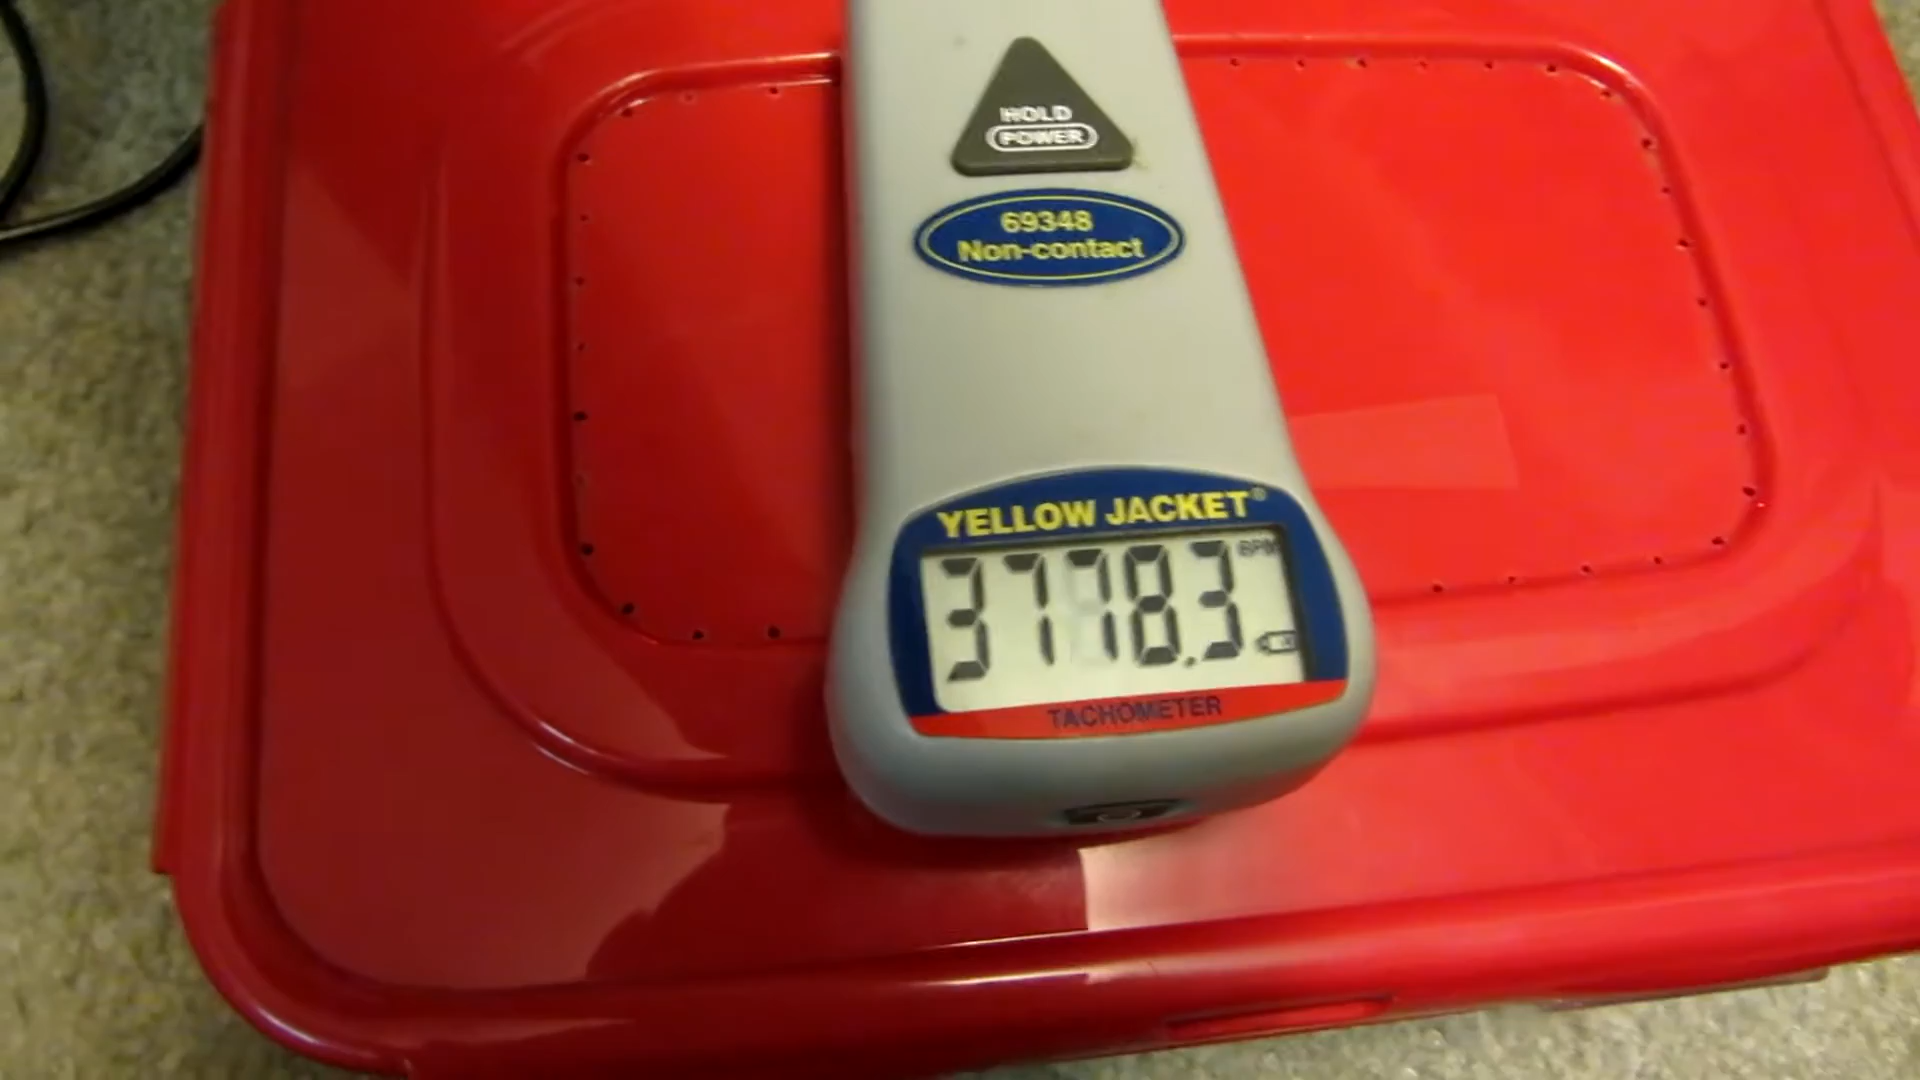 HOLD
POWER
69348
Non-contact
YELLOW JACKET®
RPM
3778.3
TACHOMETER